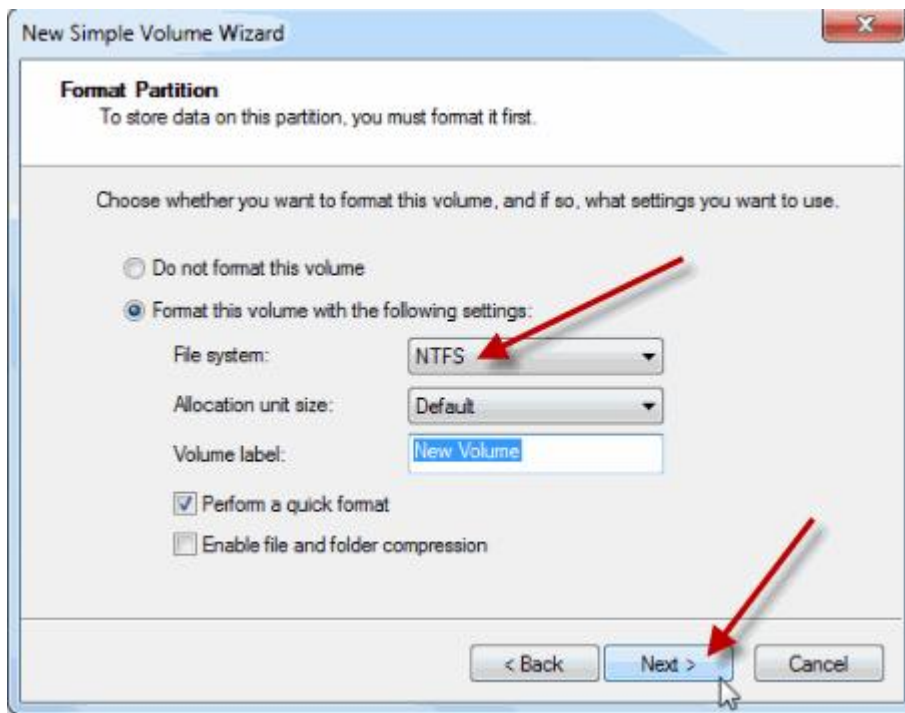 New Simple Volume Wizard
Format Partition
To store data on this partition, you must format it first.
Choose whether you want to format this volume, and if so, what settings you want to use.
Do not format this volume
Format this volume with the following settings:
File system: NTFS
Allocation unit size: Default
Volume label: New Volume
Perform a quick format
Enable file and folder compression
< Back Next > Cancel